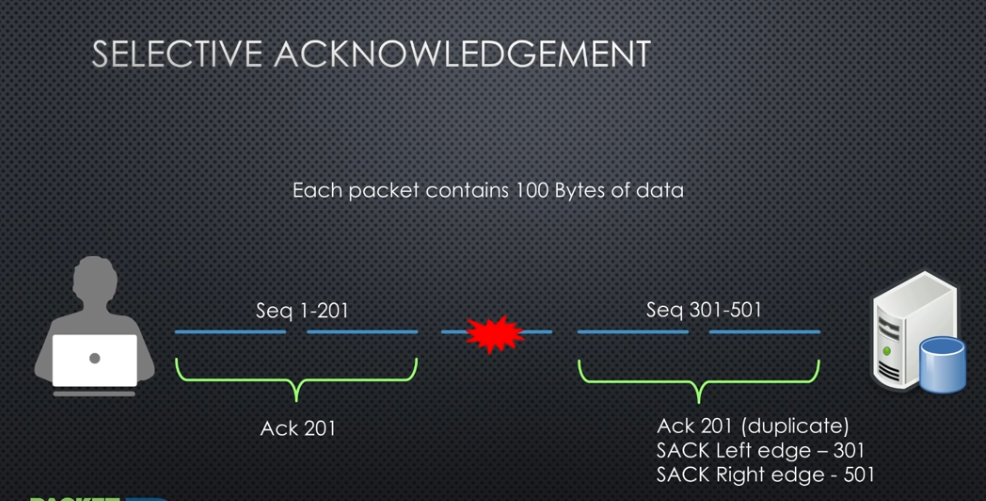 SELECTIVE ACKNOWLEDGEMENT
Each packet contains 100 Bytes of data
Seq 1-201
Seq 301-501
Ack 201
Ack 201 (duplicate)
SACK Left edge – 301
SACK Right edge - 501